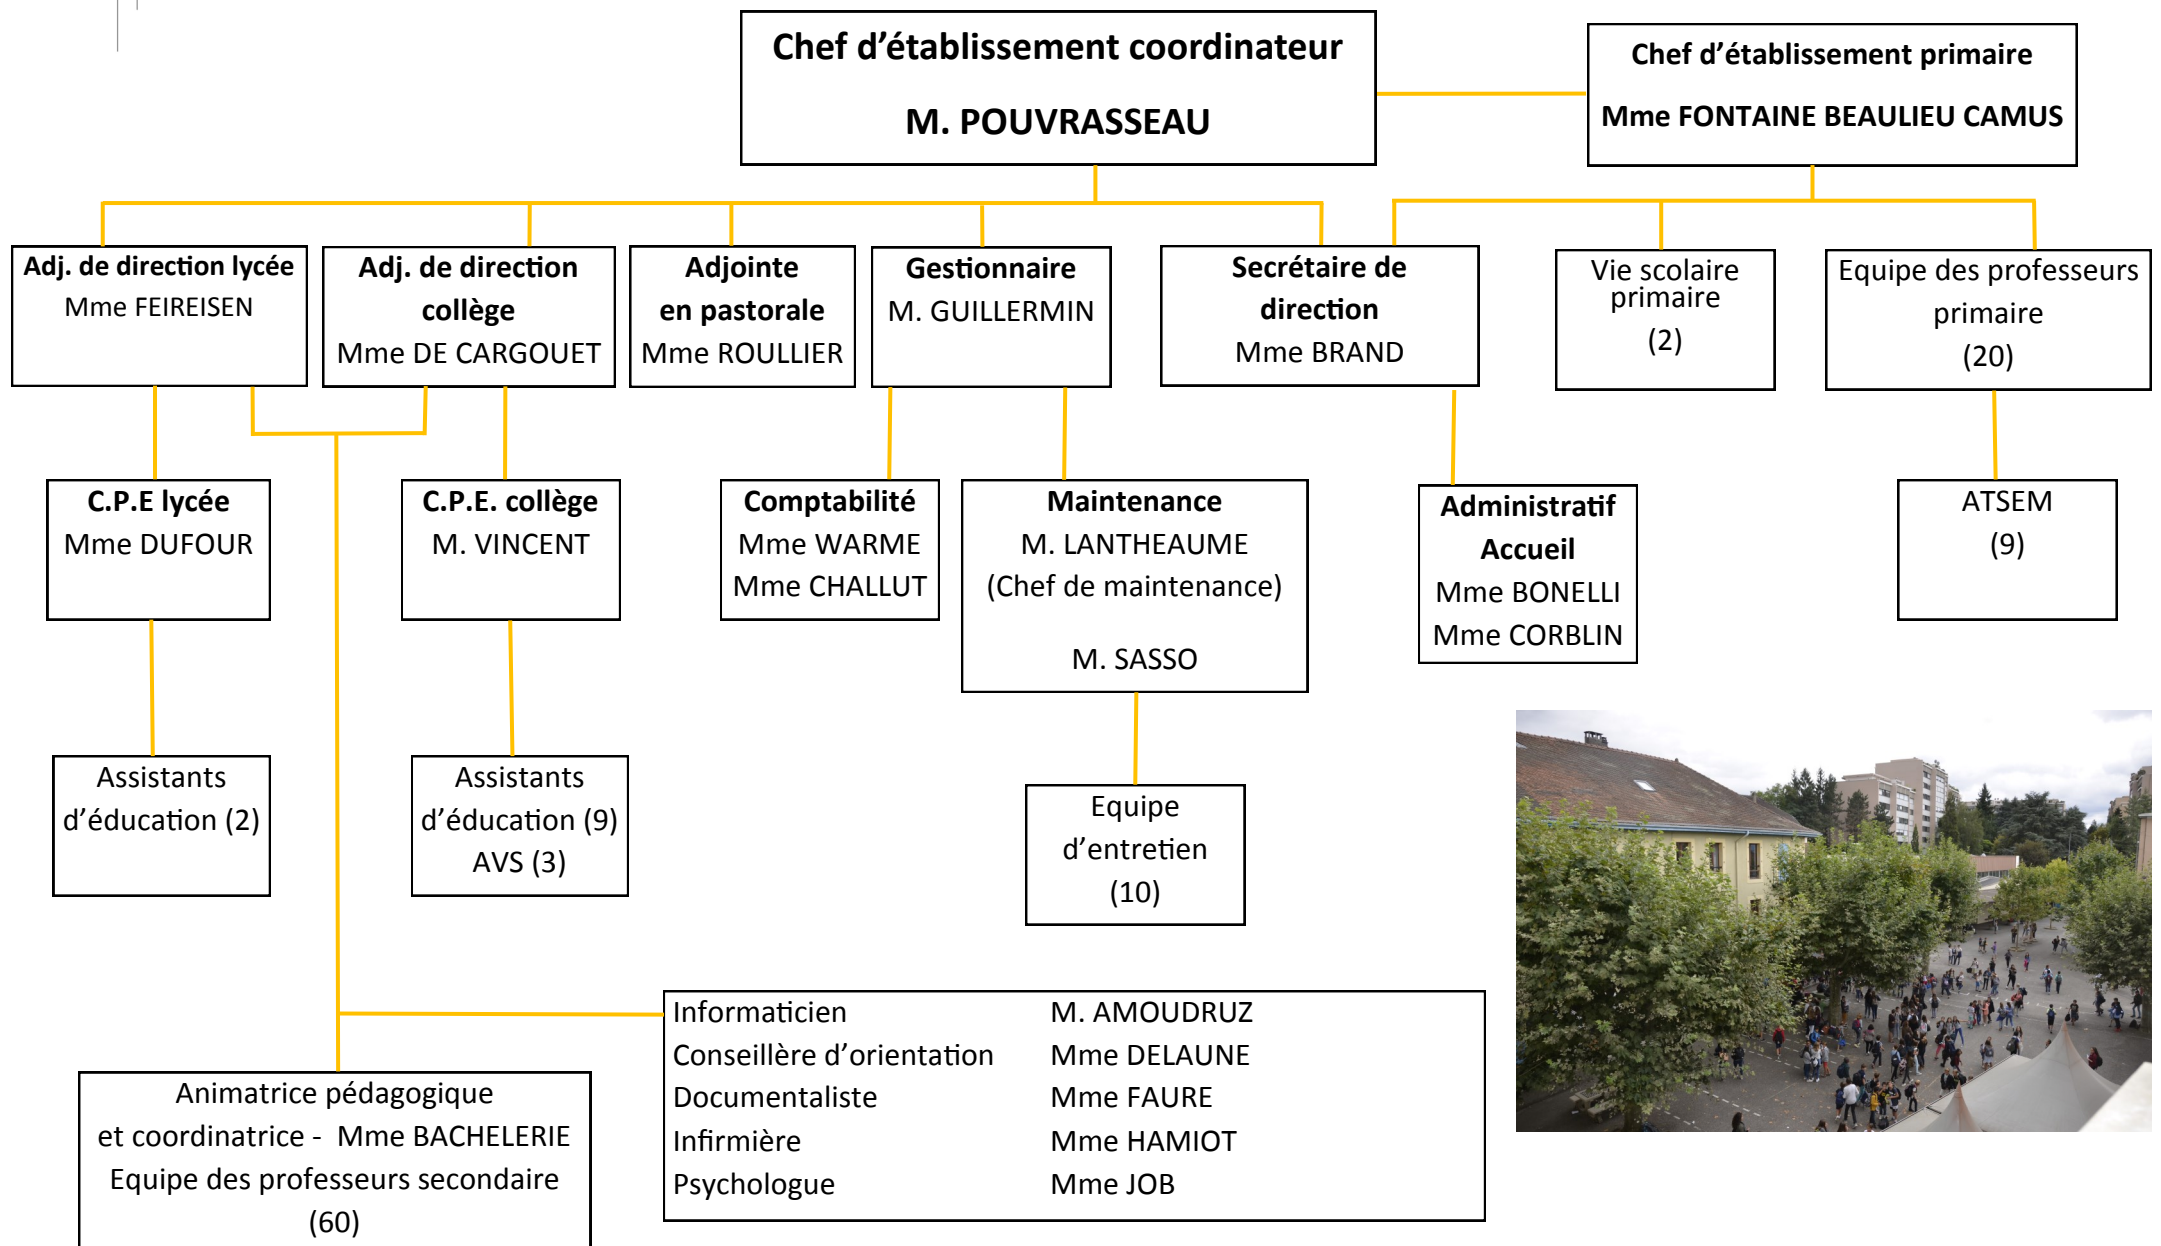 Chef d'établissement coordinateur
M. POUVRASSEAU
Chef d'établissement primaire
Mme FONTAINE BEAULIEU CAMUS
Adj. de direction lycée
Mme FEIREISEN
Adj. de direction
collège
Mme DE CARGOUET
Adjointe
en pastorale
Mme ROULLIER
Gestionnaire
M. GUILLERMIN
Secrétaire de
direction
Mme BRAND
Vie scolaire
primaire
(2)
Equipe des professeurs
primaire
(20)
C.P.E lycée
Mme DUFOUR
C.P.E. collège
M. VINCENT
Comptabilité
Mme WARME
Mme CHALLUT
Maintenance
M. LANTHEAUME
(Chef de maintenance)
M. SASSO
Administratif
Accueil
Mme BONELLI
Mme CORBLIN
ATSEM
(9)
Assistants
d'éducation (2)
Assistants
d'éducation (9)
AVS (3)
Equipe
d'entretien
(10)
Informaticien M. AMOUDRUZ
Conseillère d'orientation Mme DELAUNE
Documentaliste Mme FAURE
Infirmière Mme HAMIOT
Psychologue Mme JOB
Animatrice pédagogique
et coordinatrice - Mme BACHELERIE
Equipe des professeurs secondaire
(60)